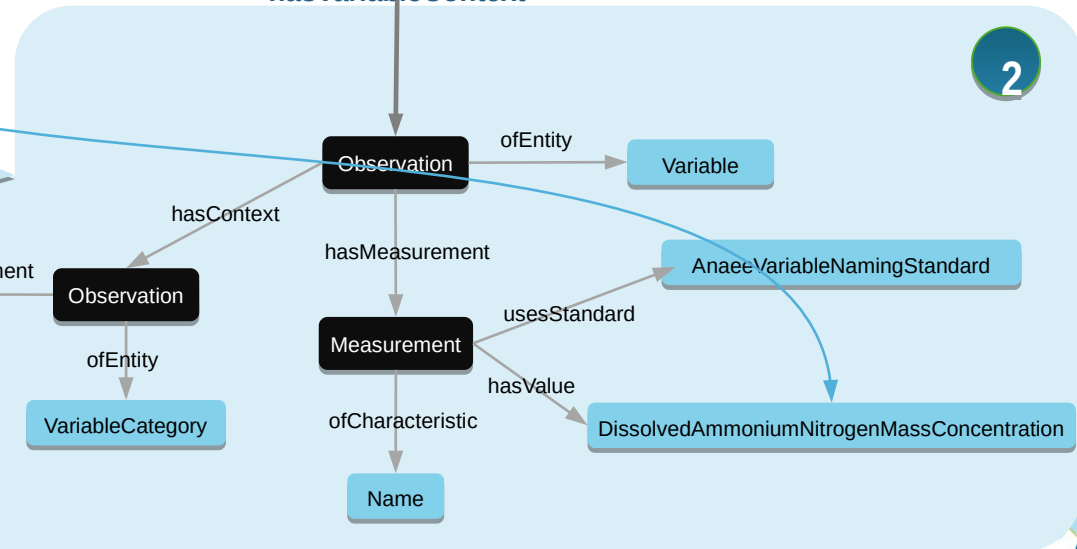 2
ofEntity
Observation
Variable
hasContext
hasMeasurement
AnaeeVariableNamingStandard
Observation
usesStandard
Measurement
ofEntity
hasValue
VariableCategory
ofCharacteristic
DissolvedAmmoniumNitrogenMassConcentration
Name